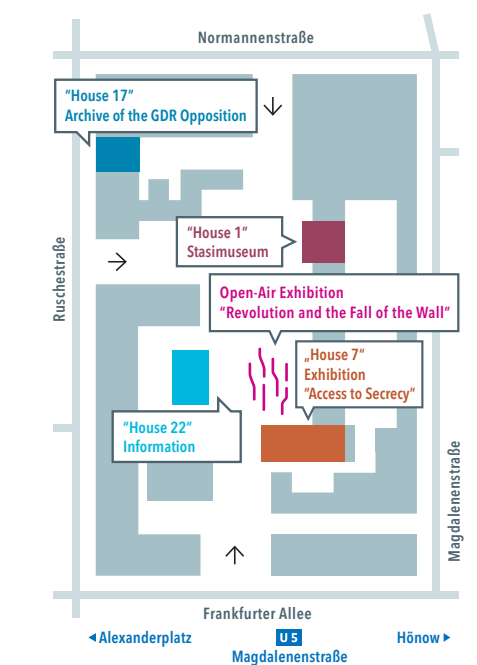 Normannenstraße
“House 17”
Archive of the GDR Opposition
“House 1”
Stasimuseum
Ruschestraße
Open-Air Exhibition
“Revolution and the Fall of the Wall”
„House 7“
Exhibition
“Access to Secrecy”
“House 22”
Information
Magdalenenstraße
Frankfurter Allee
Alexanderplatz
U 5
Hönow
Magdalenenstraße